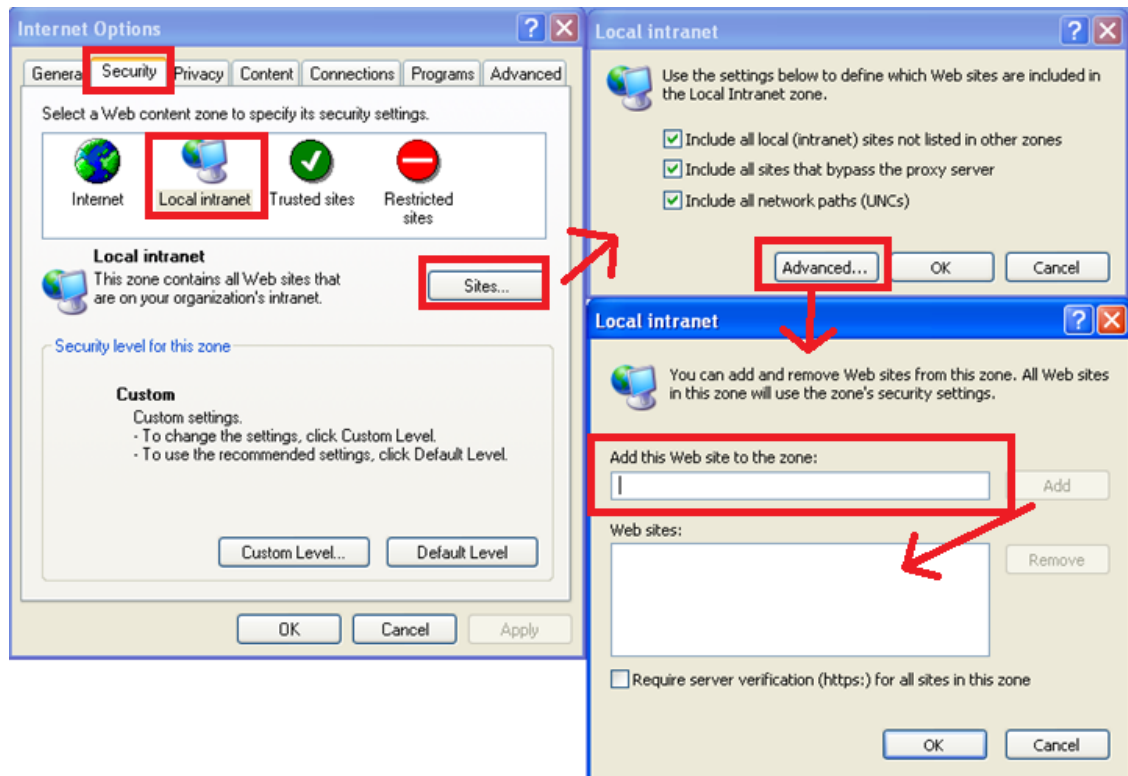 Internet Options
General Security Privacy Content Connections Programs Advanced
Select a Web content zone to specify its security settings.
Internet
Local intranet
Trusted sites
Restricted
sites
Local intranet
This zone contains all Web sites that
are on your organization's intranet.
Sites...
Security level for this zone
Custom
Custom settings.
- To change the settings, click Custom Level.
- To use the recommended settings, click Default Level.
Custom Level...
Default Level
OK
Cancel
Apply
Local intranet
Use the settings below to define which Web sites are included in
the Local Intranet zone.
Include all local (intranet) sites not listed in other zones
Include all sites that bypass the proxy server
Include all network paths (UNCs)
Advanced...
OK
Cancel
Local intranet
You can add and remove Web sites from this zone. All Web sites
in this zone will use the zone's security settings.
Add this Web site to the zone:
Add
Web sites:
Remove
Require server verification (https:) for all sites in this zone
OK
Cancel